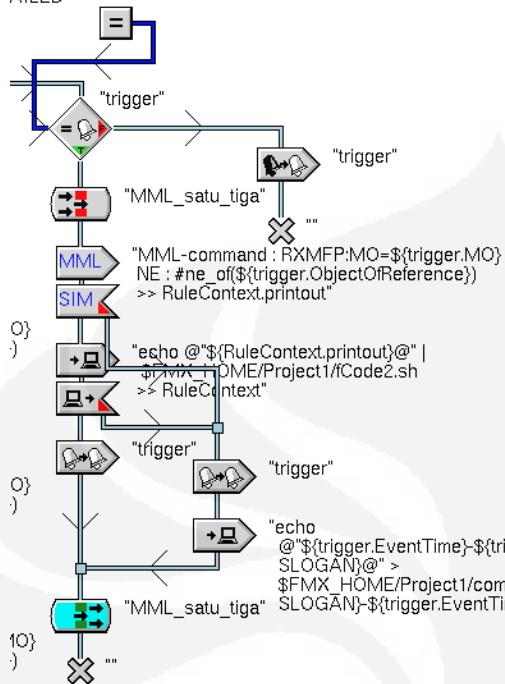 =
"trigger"
=
F
T
"trigger"
"MML_satu_tiga"
""
MML
"MML-command : RXMFP:MO=${trigger.MO}
NE : #ne_of(${trigger.ObjectOfReference})
>> RuleContext.printout"
SIM
O}
:)
"echo @"${RuleContext.printout}@" |
$FMX_HOME/Project1/fCode2.sh
>> RuleContext"
"trigger"
"trigger"
O}
:)
"echo
@"${trigger.EventTime}-${tri
SLOGAN}@" >
$FMX_HOME/Project1/com
SLOGAN}-${trigger.EventTi
"MML_satu_tiga"
:)
""